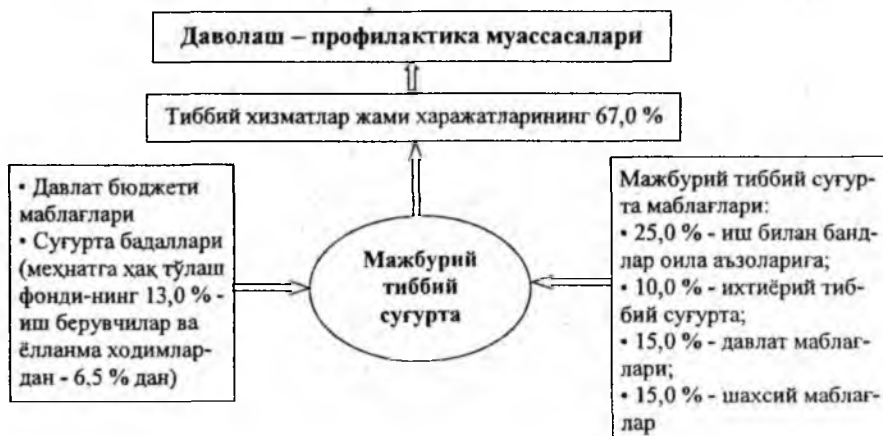 Даволаш – профилактика муассасалари
Тиббий хизматлар жами харажатларининг 67,0 %
• Давлат бюджети
маблағлари
• Суғурта бадаллари
(меҳнатга ҳақ тўлаш
фонди-нинг 13,0 % -
иш берувчилар ва
ёлланма ходимлар-
дан - 6,5 % дан)
Мажбурий
тиббий
суғурта
Мажбурий тиббий суғур-
та маблағлари:
• 25,0 % - иш билан банд-
лар оила аъзоларига;
• 10,0 % - ихтиёрий тиб-
бий суғурта;
• 15,0 % - давлат маблағ-
лари;
• 15,0 % - шахсий маблағ-
лар